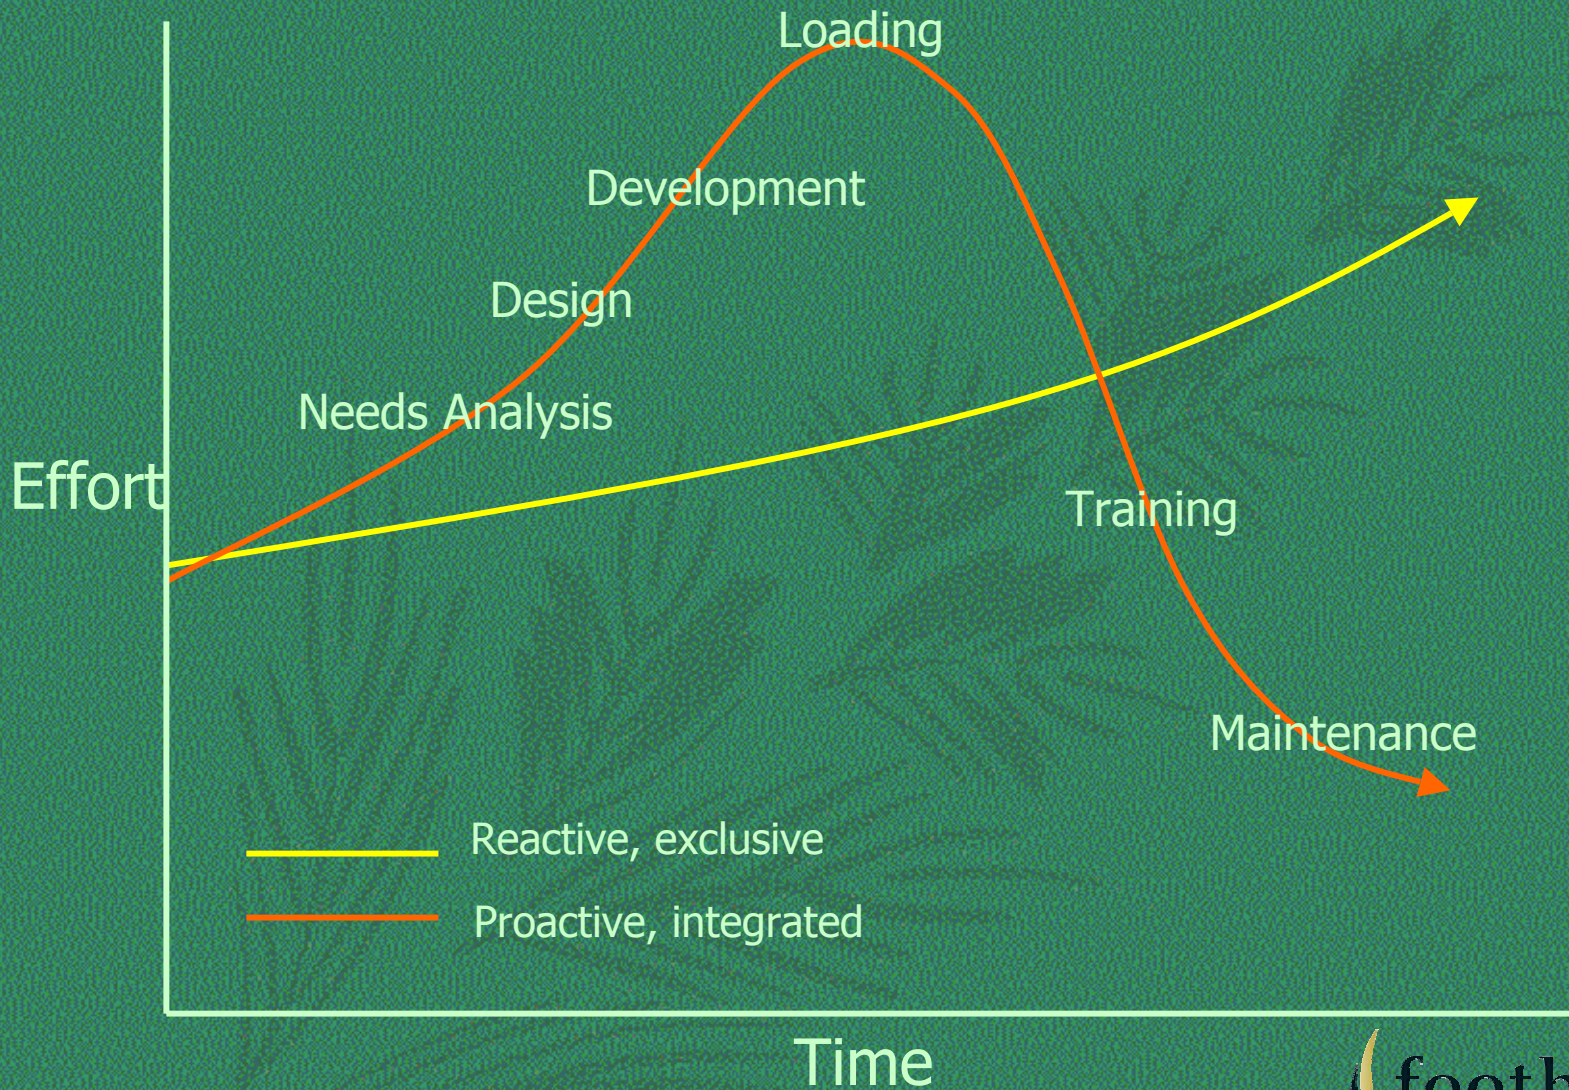 Loading
Development
Design
Needs Analysis
Effort
Training
Maintenance
Reactive, exclusive
Proactive, integrated
Time